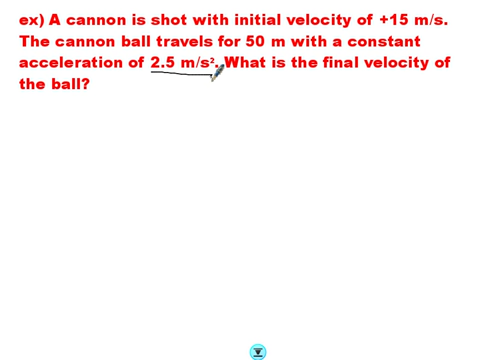 ex) A cannon is shot with initial velocity of +15 m/s.
The cannon ball travels for 50 m with a constant
acceleration of 2.5 m/s². What is the final velocity of
the ball?